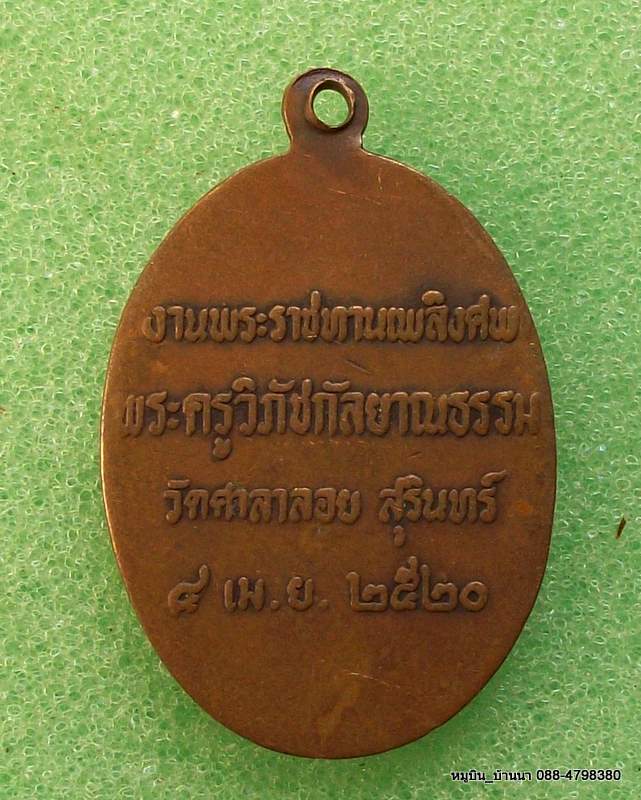 งานพระราชทานเพลิงศพ
พระครูวิภัชกัลยาณธรรม
วัดศาลาลอย สุรินทร์
๔ เม.ย. ๒๕๒๐
หมูบิน_บ้านนา 088-4798380